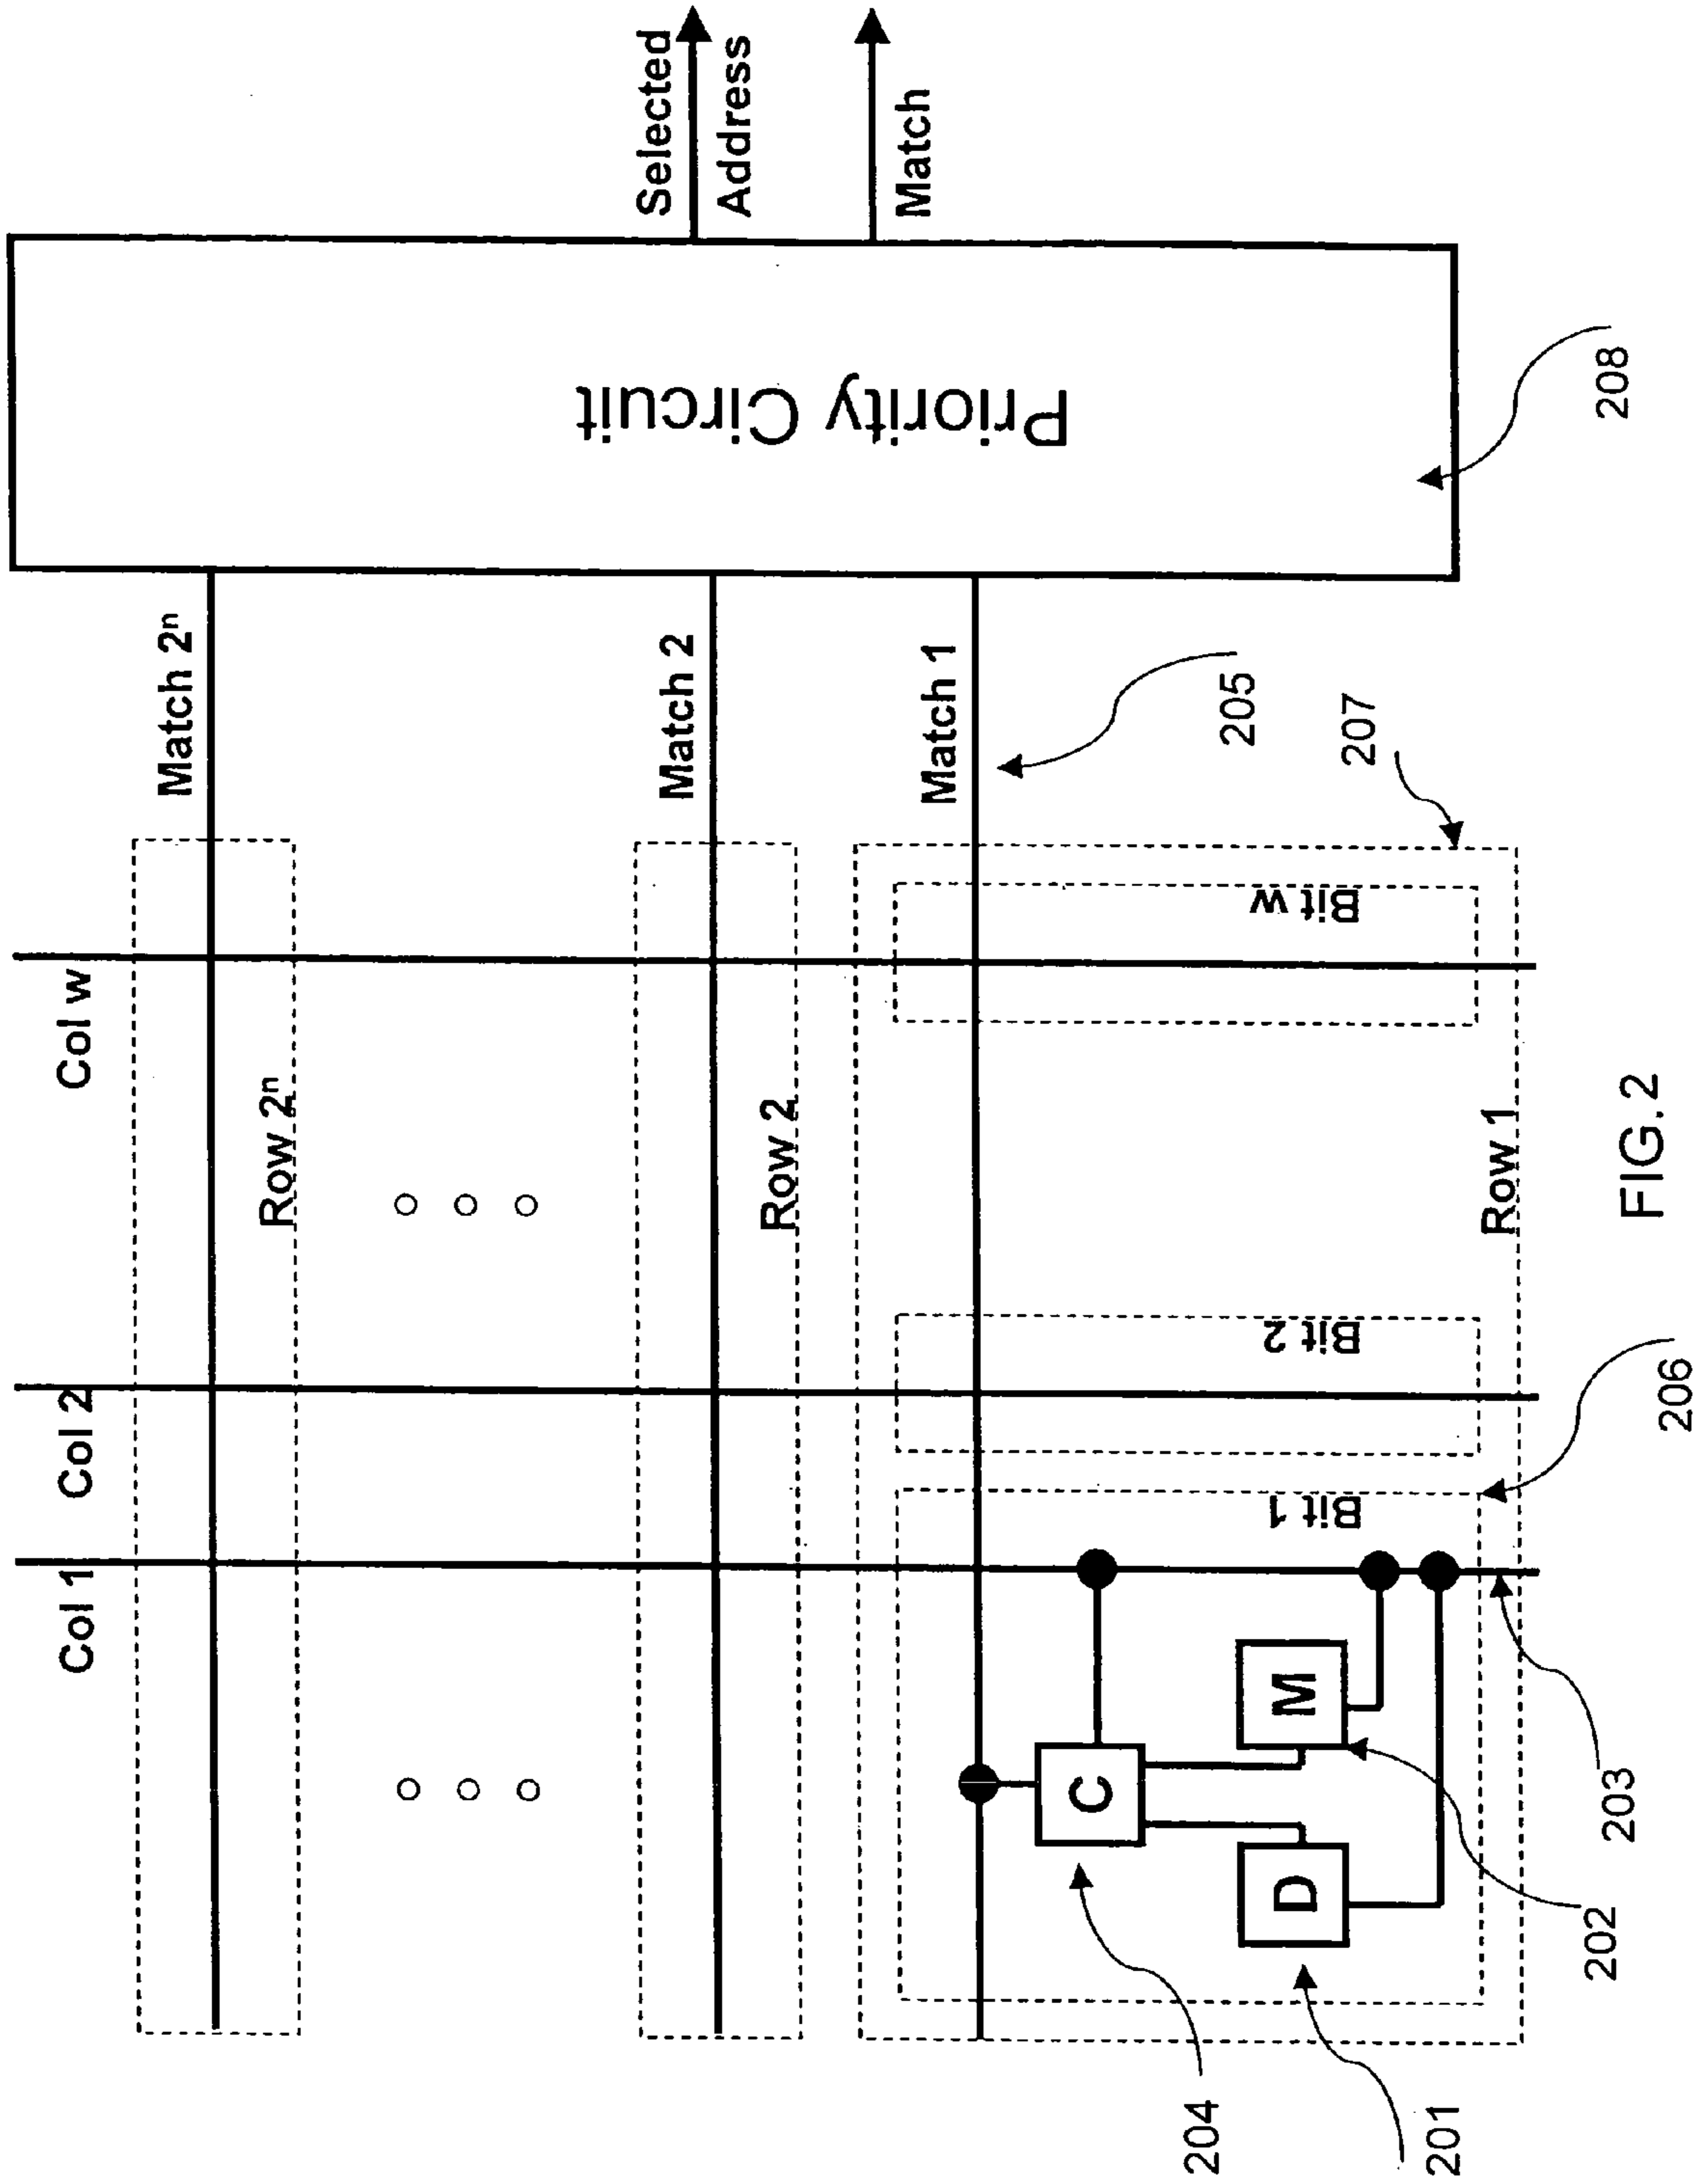 Col 1
Col 2
Col w
Row 2ⁿ
Match 2ⁿ
Row 2
Match 2
Match 1
Selected
Address
Match
Priority Circuit
Bit 1
Bit 2
Bit w
C
D
M
Row 1
204
201
202
203
206
207
205
208
FIG. 2